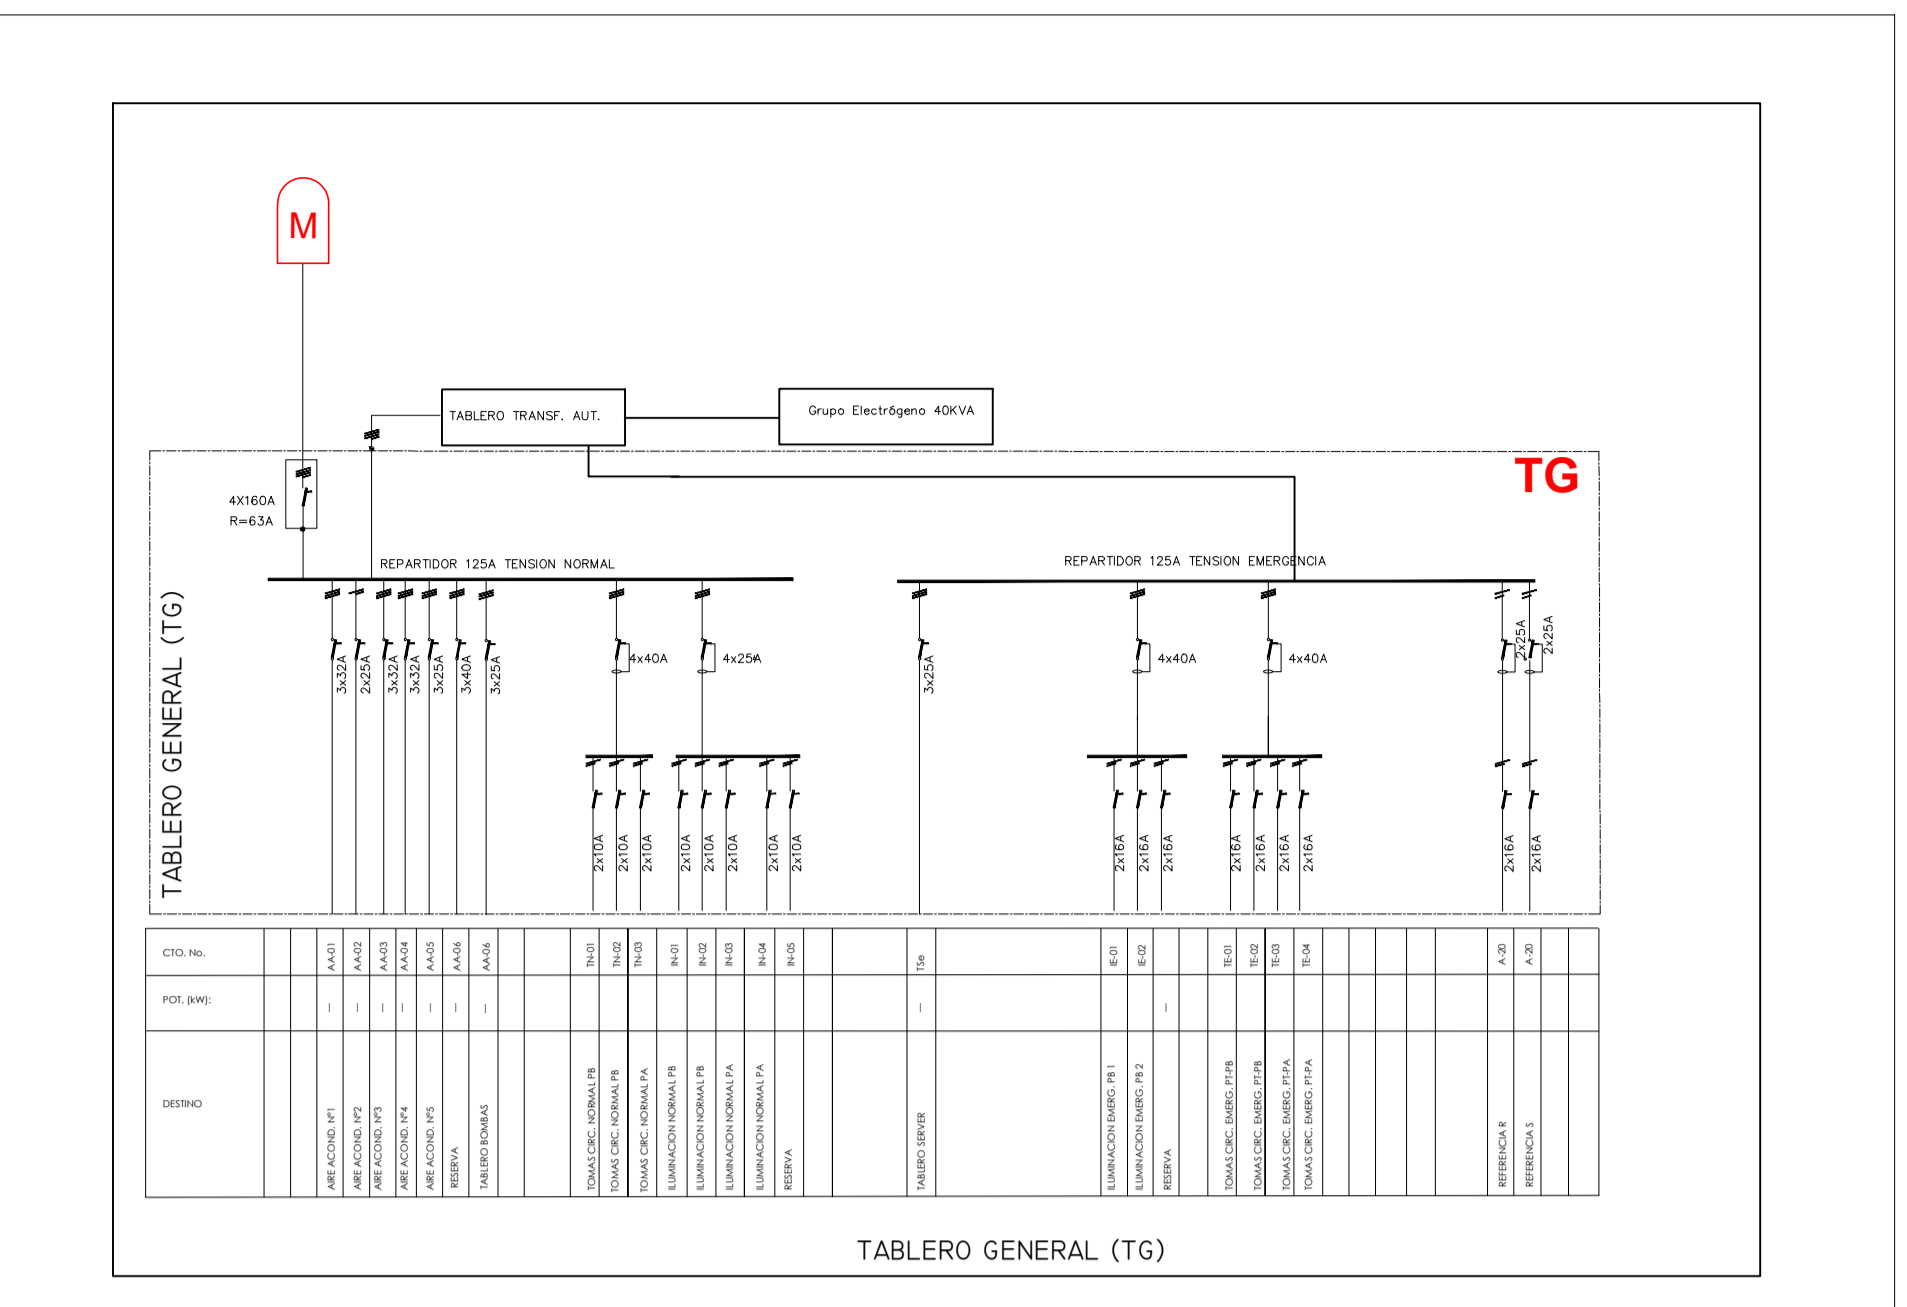 M
TABLERO TRANSF. AUT.
Grupo Electrógeno 40KVA
TG
4X160A
R=63A
REPARTIDOR 125A TENSION NORMAL
REPARTIDOR 125A TENSION EMERGENCIA
TABLERO GENERAL (TG)
3x32A
2x25A
3x32A
3x32A
3x25A
3x40A
3x25A
4x40A
4x25A
3x25A
4x40A
4x40A
2x25A
2x25A
2x10A
2x10A
2x10A
2x10A
2x10A
2x10A
2x10A
2x10A
2x16A
2x16A
2x16A
2x16A
2x16A
2x16A
2x16A
2x16A
2x16A
CTO. No.
AA-01
AA-02
AA-03
AA-04
AA-05
AA-06
AA-06
TN-01
TN-02
TN-03
IN-01
IN-02
IN-03
IN-04
IN-05
TSe
IE-01
IE-02
TE-01
TE-02
TE-03
TE-04
A-20
A-20
POT. (kW):
—
—
—
—
—
—
—
—
—
DESTINO
AIRE ACOND. Nº1
AIRE ACOND. Nº2
AIRE ACOND. Nº3
AIRE ACOND. Nº4
AIRE ACOND. Nº5
RESERVA
TABLERO BOMBAS
TOMAS CIRC. NORMAL PB
TOMAS CIRC. NORMAL PB
TOMAS CIRC. NORMAL PA
ILUMINACION NORMAL PB
ILUMINACION NORMAL PB
ILUMINACION NORMAL PA
ILUMINACION NORMAL PA
RESERVA
TABLERO SERVER
ILUMINACION EMERG. PB 1
ILUMINACION EMERG. PB 2
RESERVA
TOMAS CIRC. EMERG. PT-PB
TOMAS CIRC. EMERG. PT-PB
TOMAS CIRC. EMERG. PT-PA
TOMAS CIRC. EMERG. PT-PA
REFERENCIA R
REFERENCIA S
TABLERO GENERAL (TG)